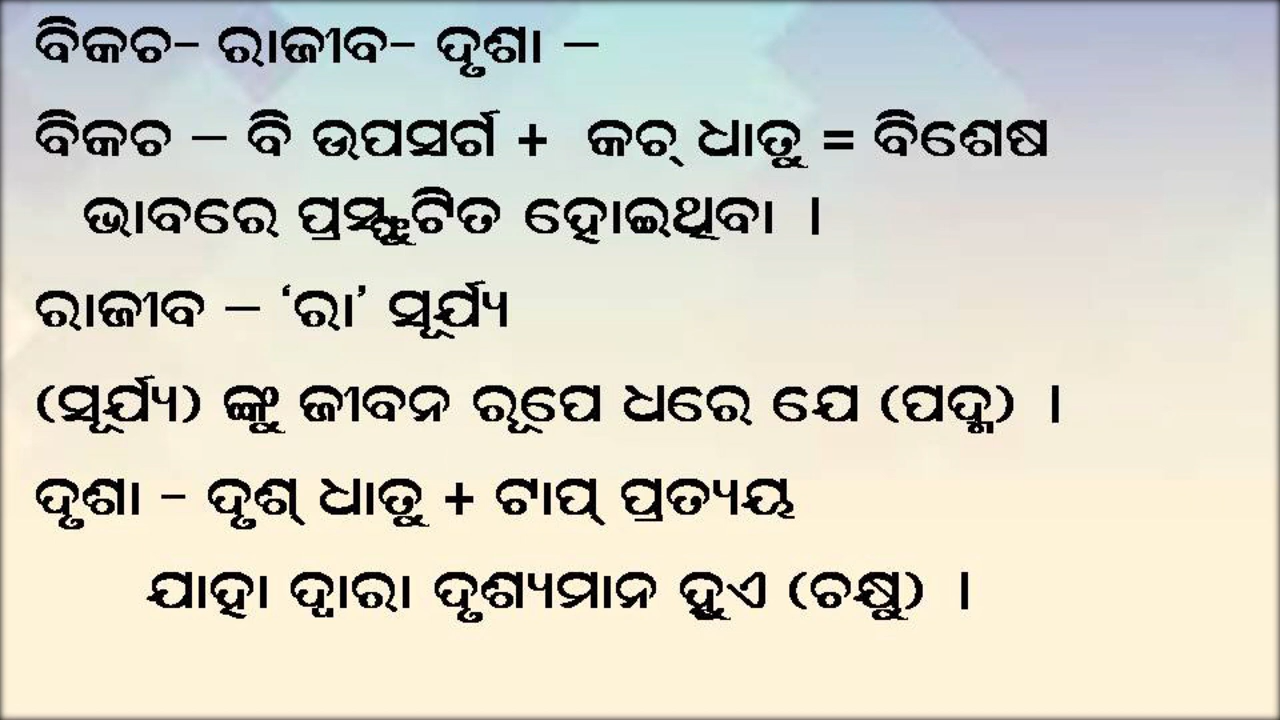 ବିକଚ- ରାଜୀବ- ଦୃଶା –
ବିକଚ – ବି ଉପସର୍ଗ + କଚ୍ ଧାତୁ = ବିଶେଷ
ଭାବରେ ପ୍ରସ୍ଫୁଟିତ ହୋଇଥିବା ।
ରାଜୀବ – ‘ରା’ ସୂର୍ଯ୍ୟ
(ସୂର୍ଯ୍ୟ) ଙ୍କୁ ଜୀବନ ରୂପେ ଧରେ ଯେ (ପଦ୍ମ) ।
ଦୃଶା - ଦୃଶ୍ ଧାତୁ + ଟାପ୍ ପ୍ରତ୍ୟୟ
ଯାହା ଦ୍ୱାରା ଦୃଶ୍ୟମାନ ହୁଏ (ଚକ୍ଷୁ) ।